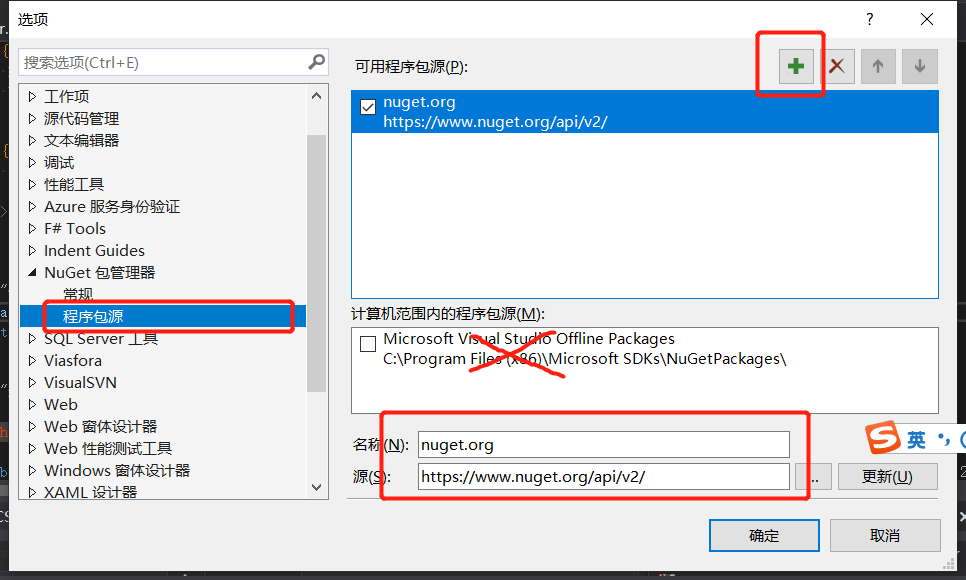 选项
搜索选项(Ctrl+E)
工作项
源代码管理
文本编辑器
调试
性能工具
Azure 服务身份验证
F# Tools
Indent Guides
NuGet 包管理器
常规
程序包源
SQL Server 工具
Viasfora
VisualSVN
Web
Web 窗体设计器
Web 性能测试工具
Windows 窗体设计器
XAML 设计器
可用程序包源(P):
nuget.org
https://www.nuget.org/api/v2/
计算机范围内的程序包源(M):
Microsoft Visual Studio Offline Packages
C:\Program Files (x86)\Microsoft SDKs\NuGetPackages\
名称(N):
nuget.org
源(S):
https://www.nuget.org/api/v2/
更新(U)
确定
取消
英